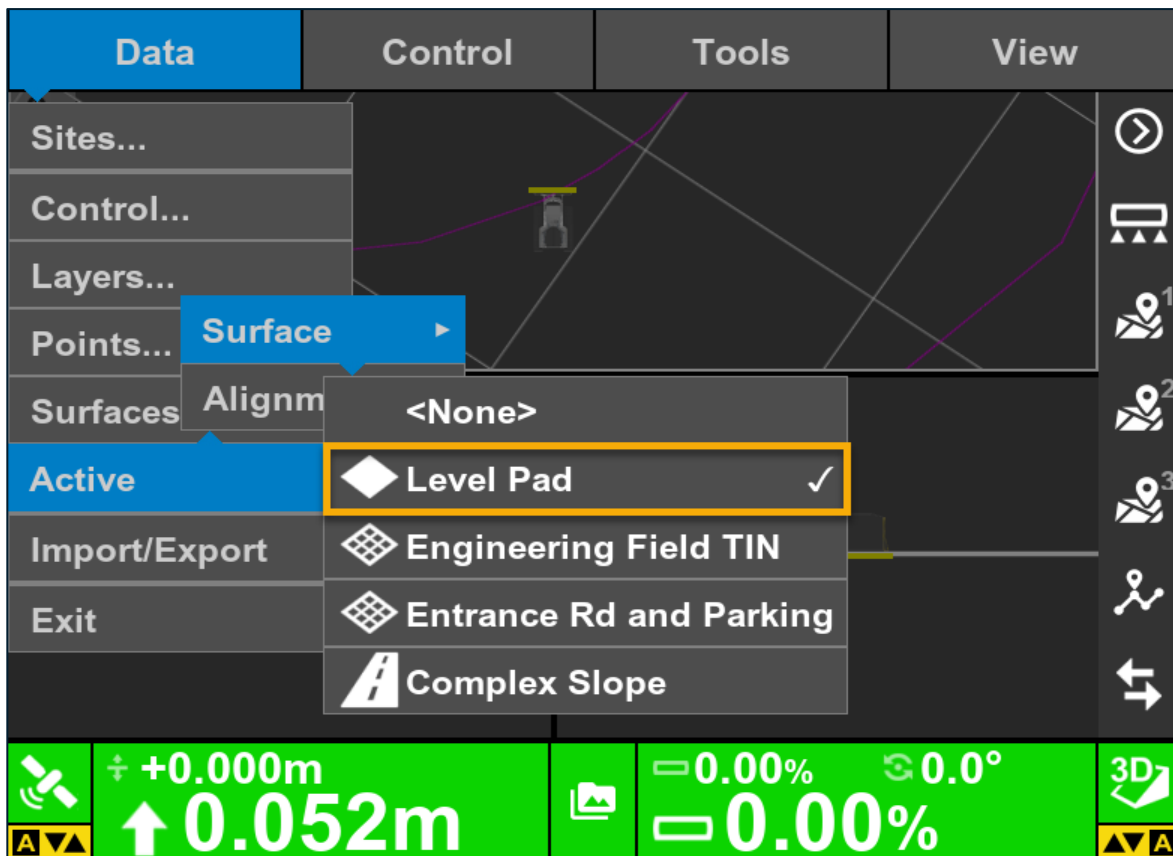 Data
Control
Tools
View
Sites...
Control...
Layers...
Points...
Surfaces
Active
Import/Export
Exit
Surface
Alignm
<None>
Level Pad
Engineering Field TIN
Entrance Rd and Parking
Complex Slope
1
2
3
+0.000m
0.052m
0.00%
0.0°
0.00%
3D
A
A